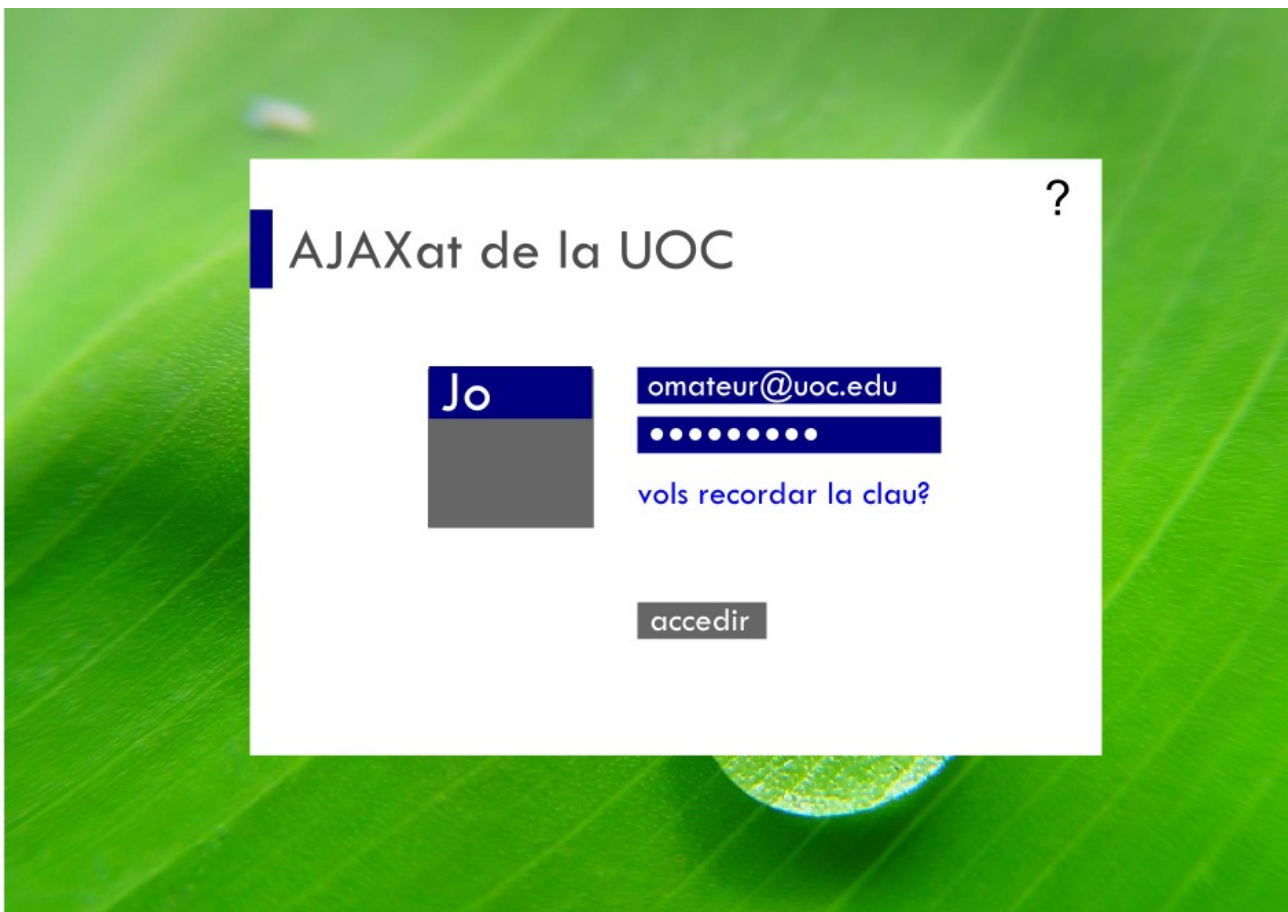 ?
AJAXat de la UOC
Jo
omateur@uoc.edu
•••••••••
vols recordar la clau?
accedir